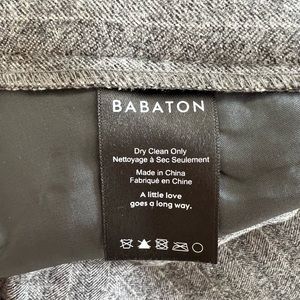 BABATON
Dry Clean Only
Nettoyage à Sec Seulement
Made in China
Fabriqué en Chine
A little love
goes a long way.